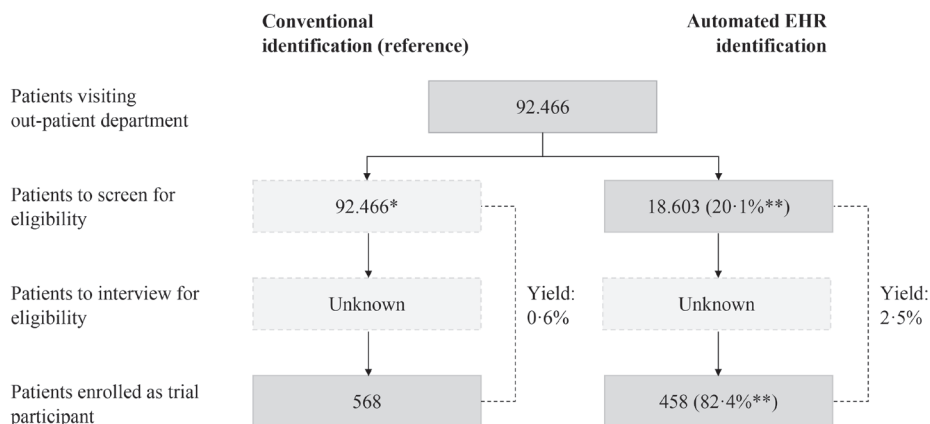 Conventional
identification (reference)
Automated EHR
identification
Patients visiting
out-patient department
92.466
Patients to screen for
eligibility
92.466*
18.603 (20·1%**)
Patients to interview for
eligibility
Unknown
Yield:
0·6%
Unknown
Yield:
2·5%
Patients enrolled as trial
participant
568
458 (82·4%**)